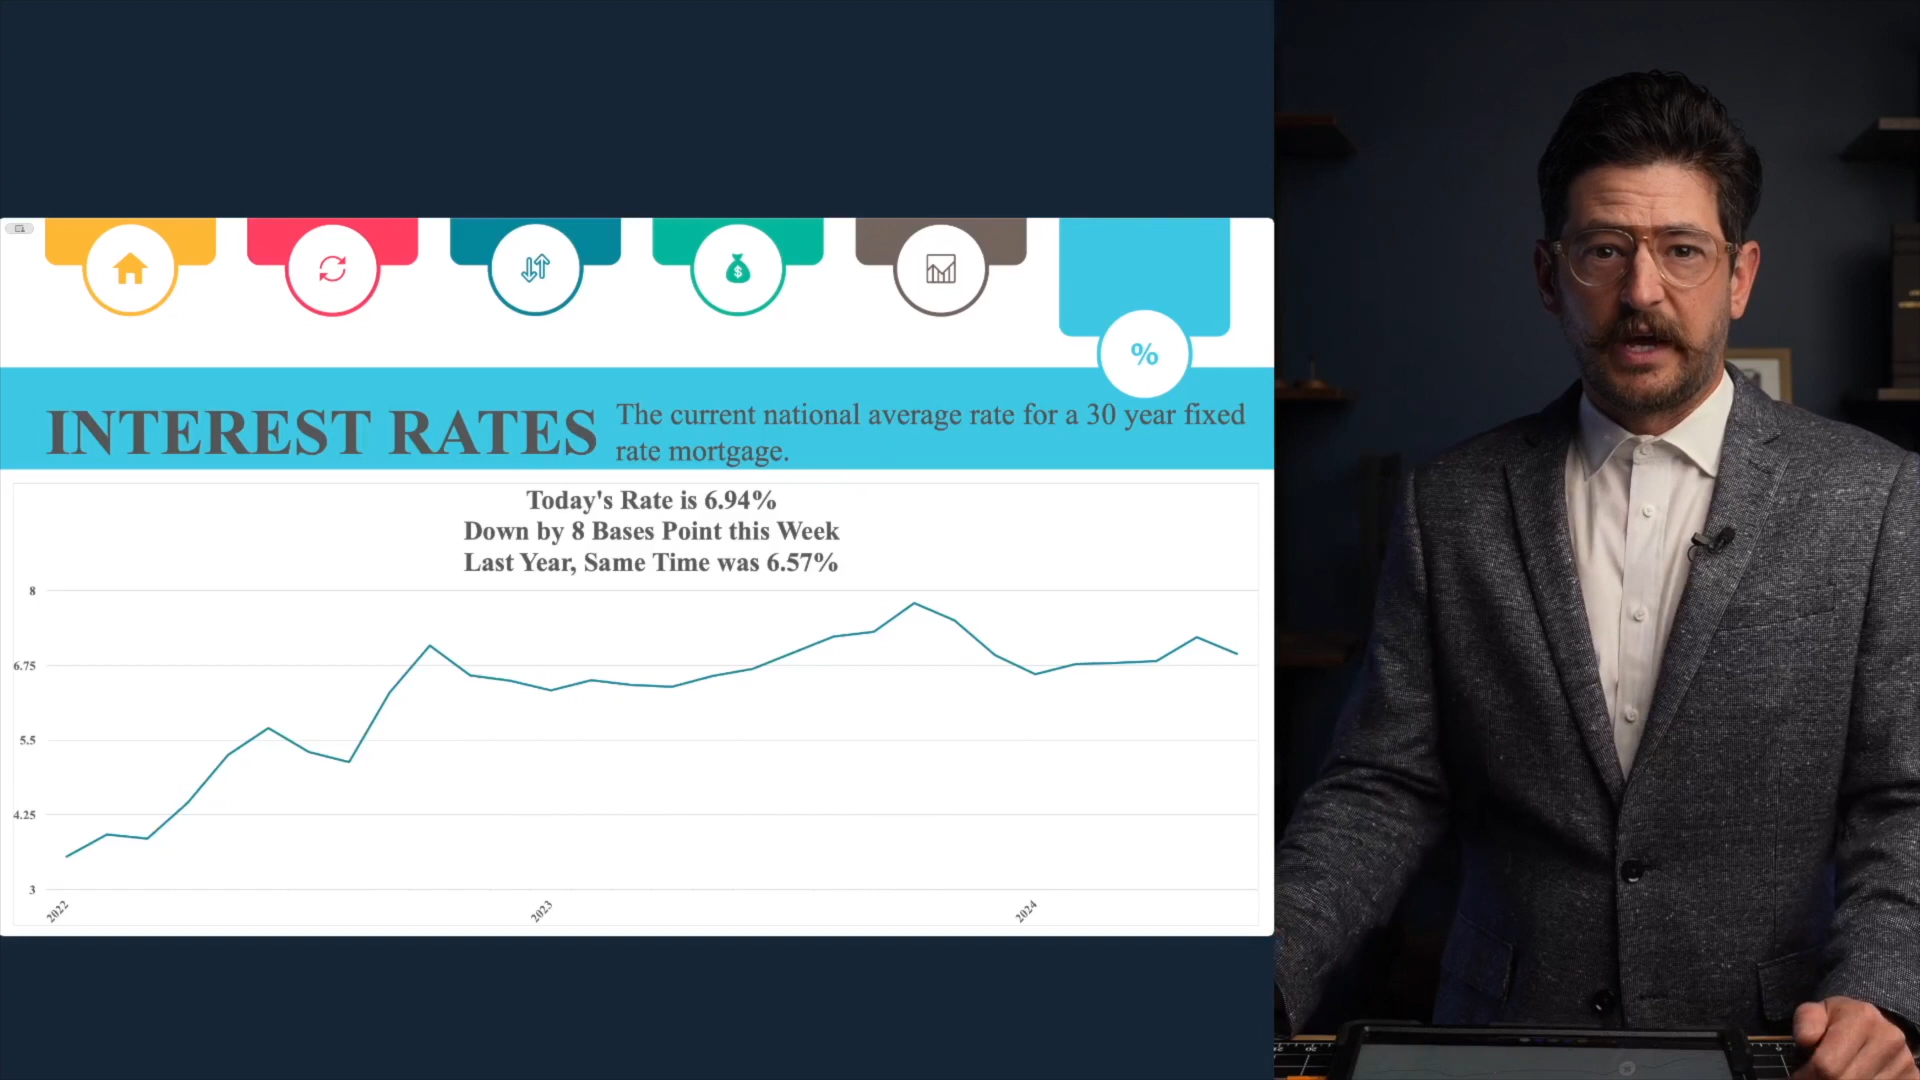 %
INTEREST RATES
The current national average rate for a 30 year fixed
rate mortgage.
Today's Rate is 6.94%
Down by 8 Bases Point this Week
Last Year, Same Time was 6.57%
8
6.75
5.5
4.25
3
2022
2023
2024